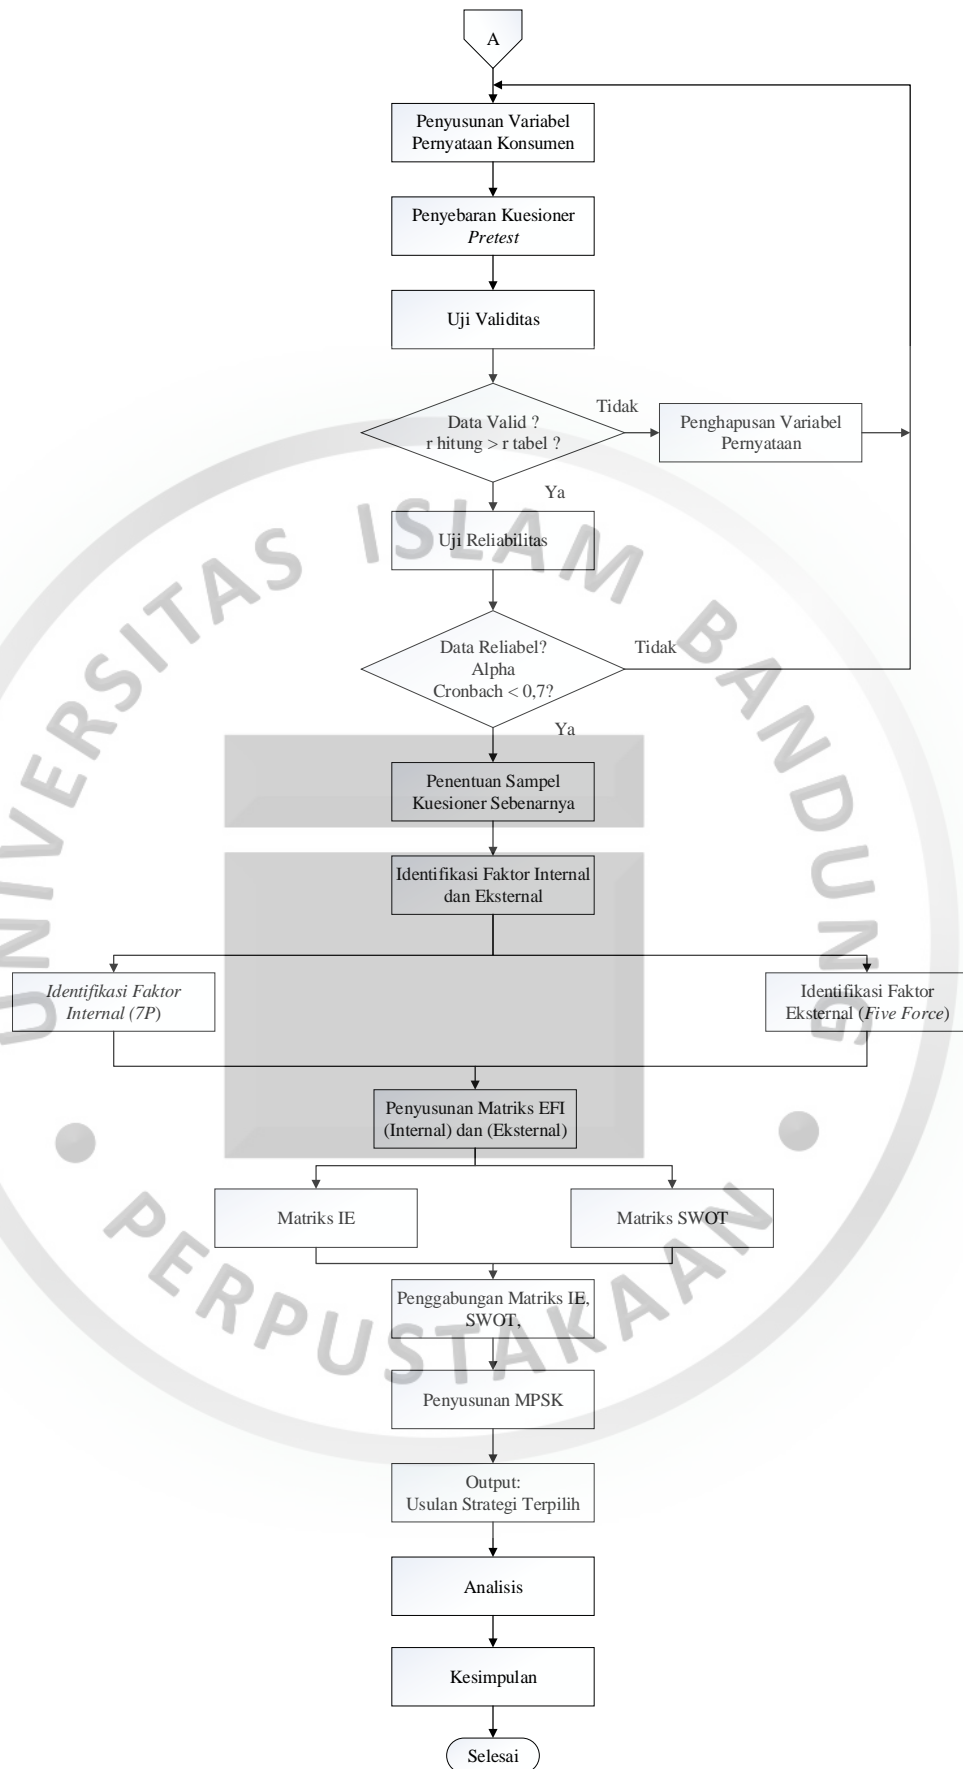 A
Penyusunan Variabel
Pernyataan Konsumen
Penyebaran Kuesioner
Pretest
Uji Validitas
Data Valid ?
r hitung > r tabel ?
Tidak
Penghapusan Variabel
Pernyataan
Ya
Uji Reliabilitas
Data Reliabel?
Alpha
Cronbach < 0,7?
Tidak
Ya
Penentuan Sampel
Kuesioner Sebenarnya
Identifikasi Faktor Internal
dan Eksternal
Identifikasi Faktor
Internal (7P)
Identifikasi Faktor
Eksternal (Five Force)
Penyusunan Matriks EFI
(Internal) dan (Eksternal)
Matriks IE
Matriks SWOT
Penggabungan Matriks IE,
SWOT,
Penyusunan MPSK
Output:
Usulan Strategi Terpilih
Analisis
Kesimpulan
Selesai
UNIVERSITAS ISLAM BANDUNG
PERPUSTAKAAN